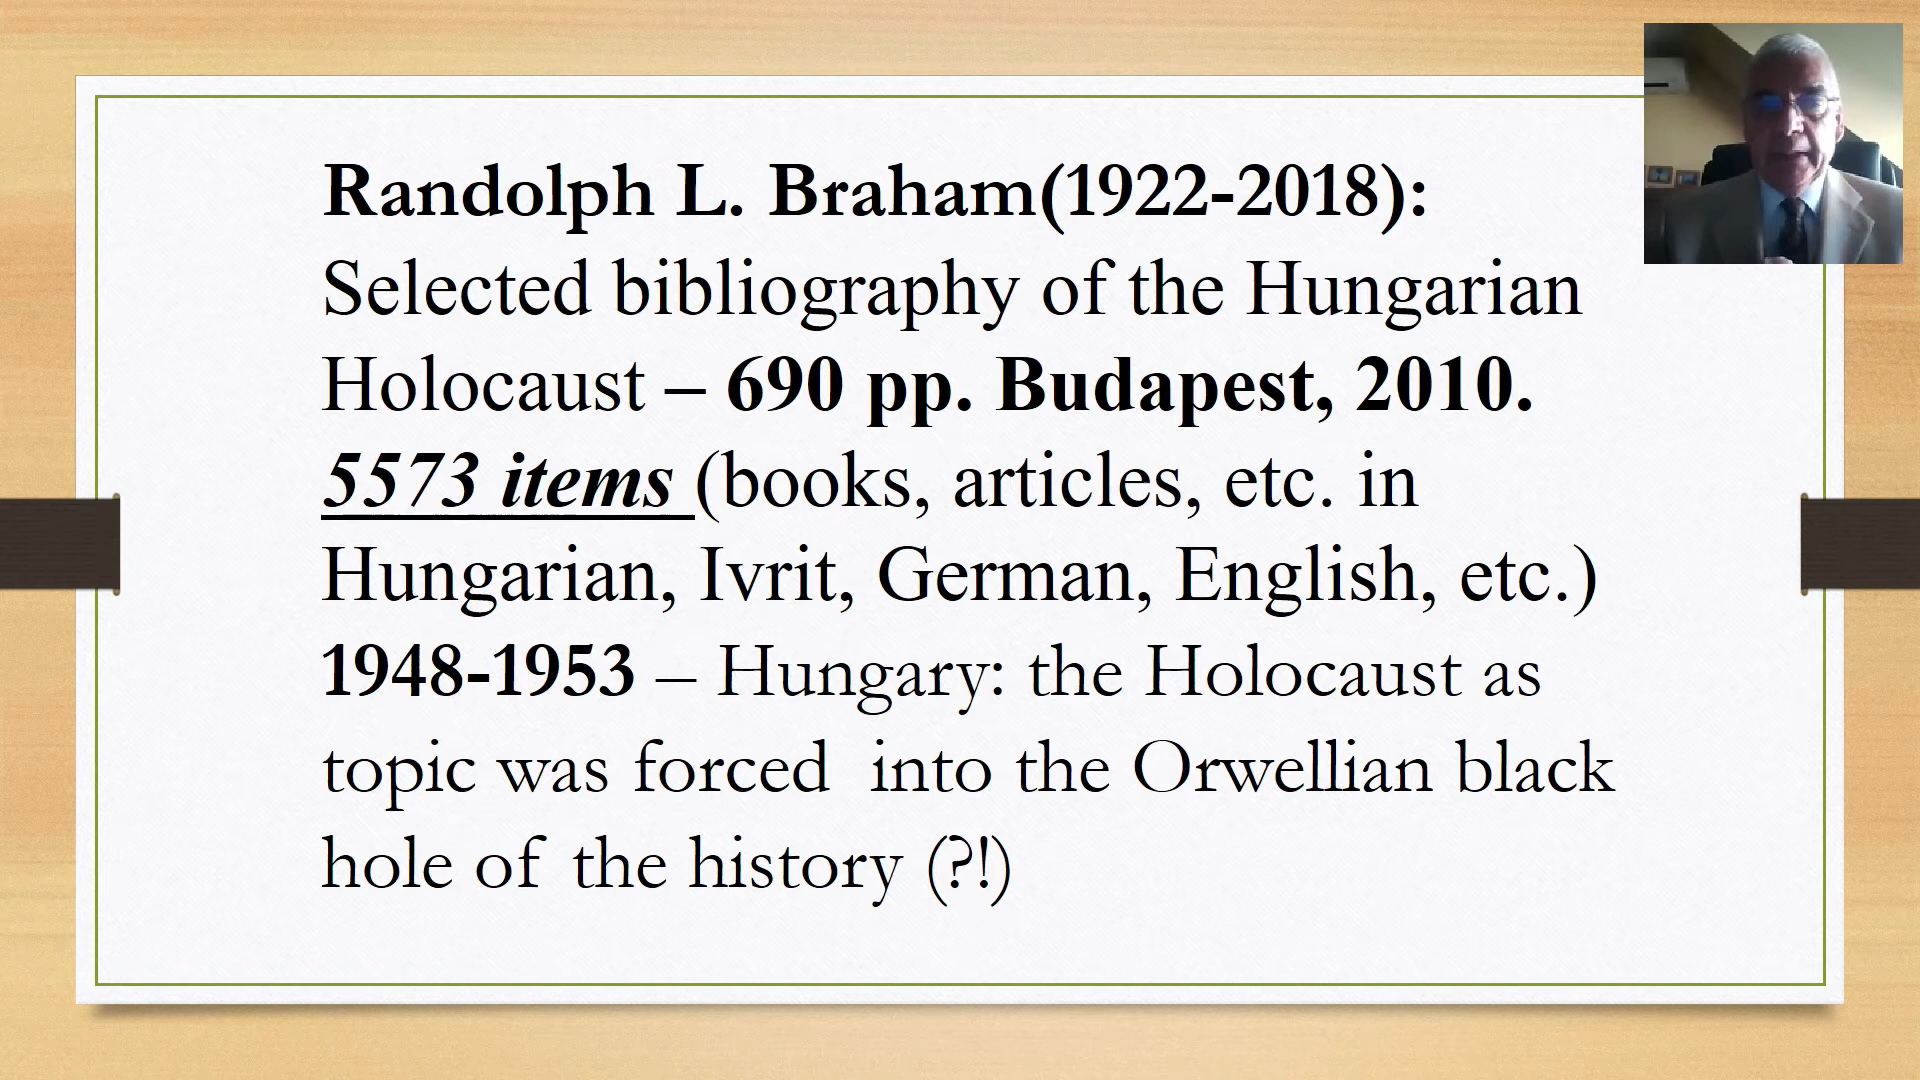 Randolph L. Braham(1922-2018):
Selected bibliography of the Hungarian
Holocaust – 690 pp. Budapest, 2010.
5573 items (books, articles, etc. in
Hungarian, Ivrit, German, English, etc.)
1948-1953 – Hungary: the Holocaust as
topic was forced  into the Orwellian black
hole of the history (?!)